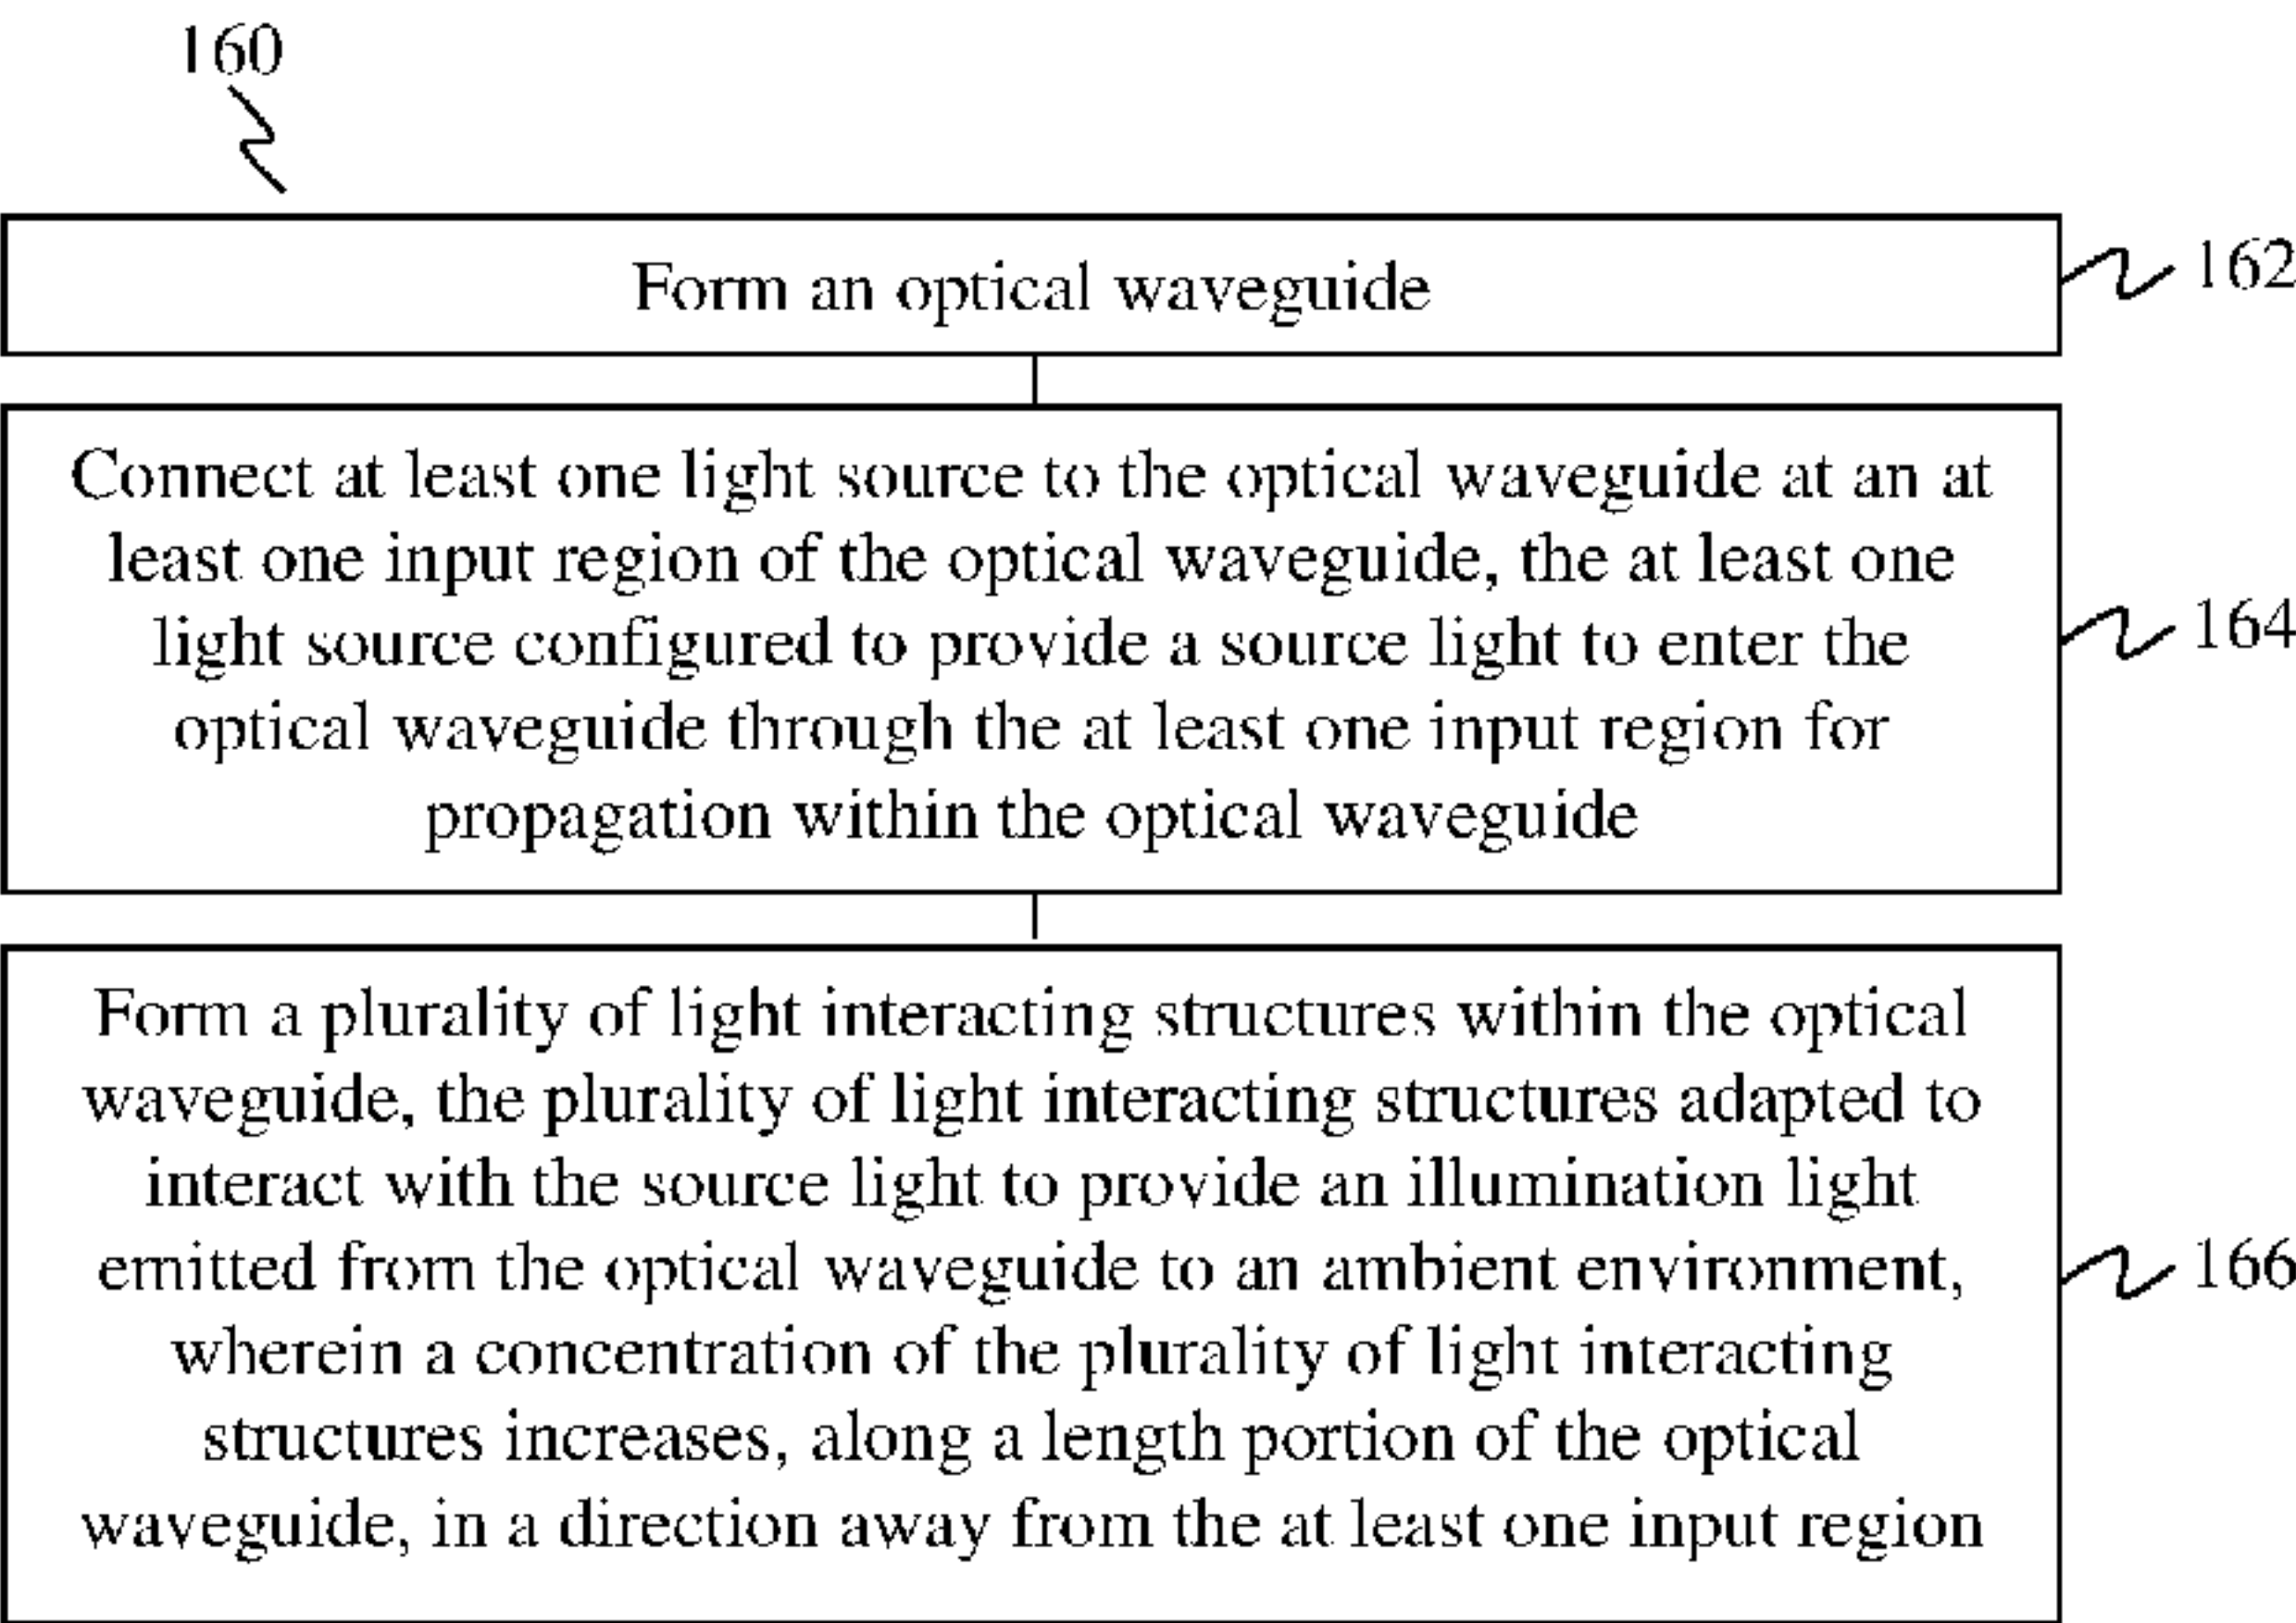 160
Form an optical waveguide
162
Connect at least one light source to the optical waveguide at an at
least one input region of the optical waveguide, the at least one
light source configured to provide a source light to enter the
optical waveguide through the at least one input region for
propagation within the optical waveguide
164
Form a plurality of light interacting structures within the optical
waveguide, the plurality of light interacting structures adapted to
interact with the source light to provide an illumination light
emitted from the optical waveguide to an ambient environment,
wherein a concentration of the plurality of light interacting
structures increases, along a length portion of the optical
waveguide, in a direction away from the at least one input region
166